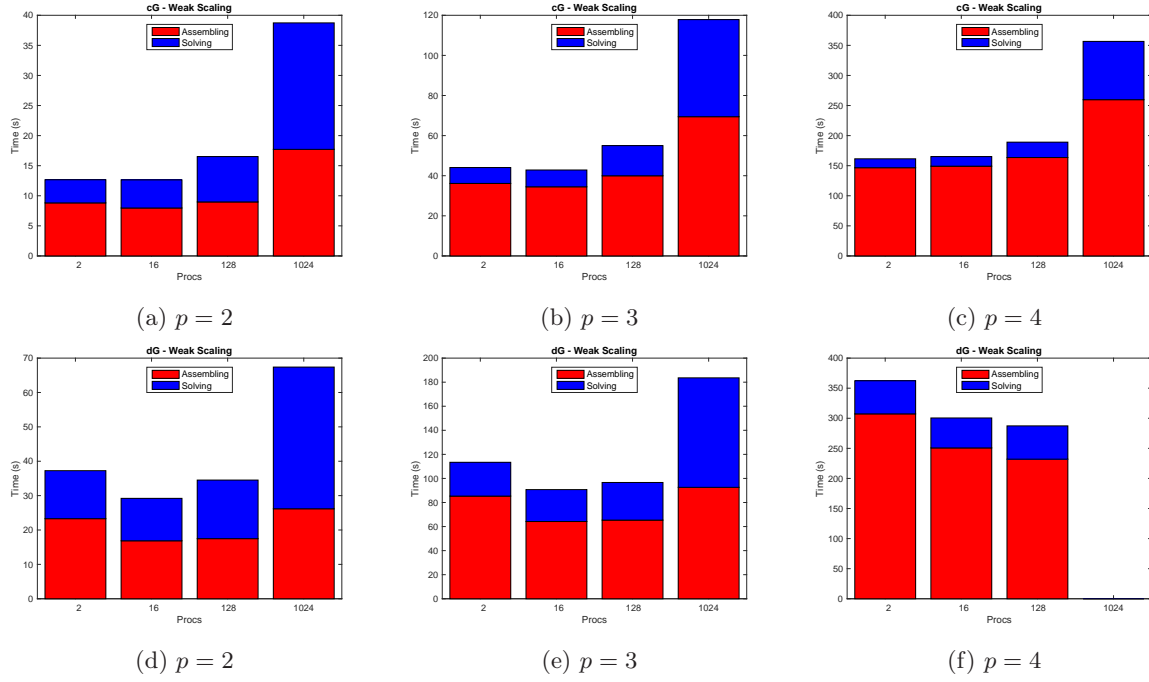 cG - Weak Scaling
Assembling
Solving
Time (s)
40
35
30
25
20
15
10
5
0
2 16 128 1024
Procs
(a) p = 2
cG - Weak Scaling
Assembling
Solving
Time (s)
120
100
80
60
40
20
0
2 16 128 1024
Procs
(b) p = 3
cG - Weak Scaling
Assembling
Solving
Time (s)
400
350
300
250
200
150
100
50
0
2 16 128 1024
Procs
(c) p = 4
dG - Weak Scaling
Assembling
Solving
Time (s)
70
60
50
40
30
20
10
0
2 16 128 1024
Procs
(d) p = 2
dG - Weak Scaling
Assembling
Solving
Time (s)
200
180
160
140
120
100
80
60
40
20
0
2 16 128 1024
Procs
(e) p = 3
dG - Weak Scaling
Assembling
Solving
Time (s)
400
350
300
250
200
150
100
50
0
2 16 128 1024
Procs
(f) p = 4